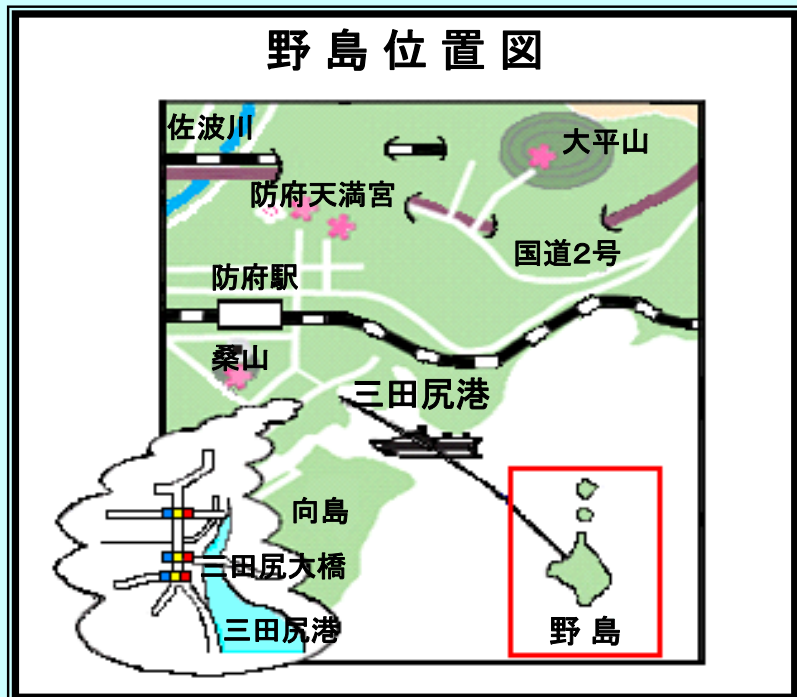 野島位置図
佐波川
大平山
防府天満宮
国道2号
防府駅
桑山
三田尻港
向島
三田尻大橋
三田尻港
野島